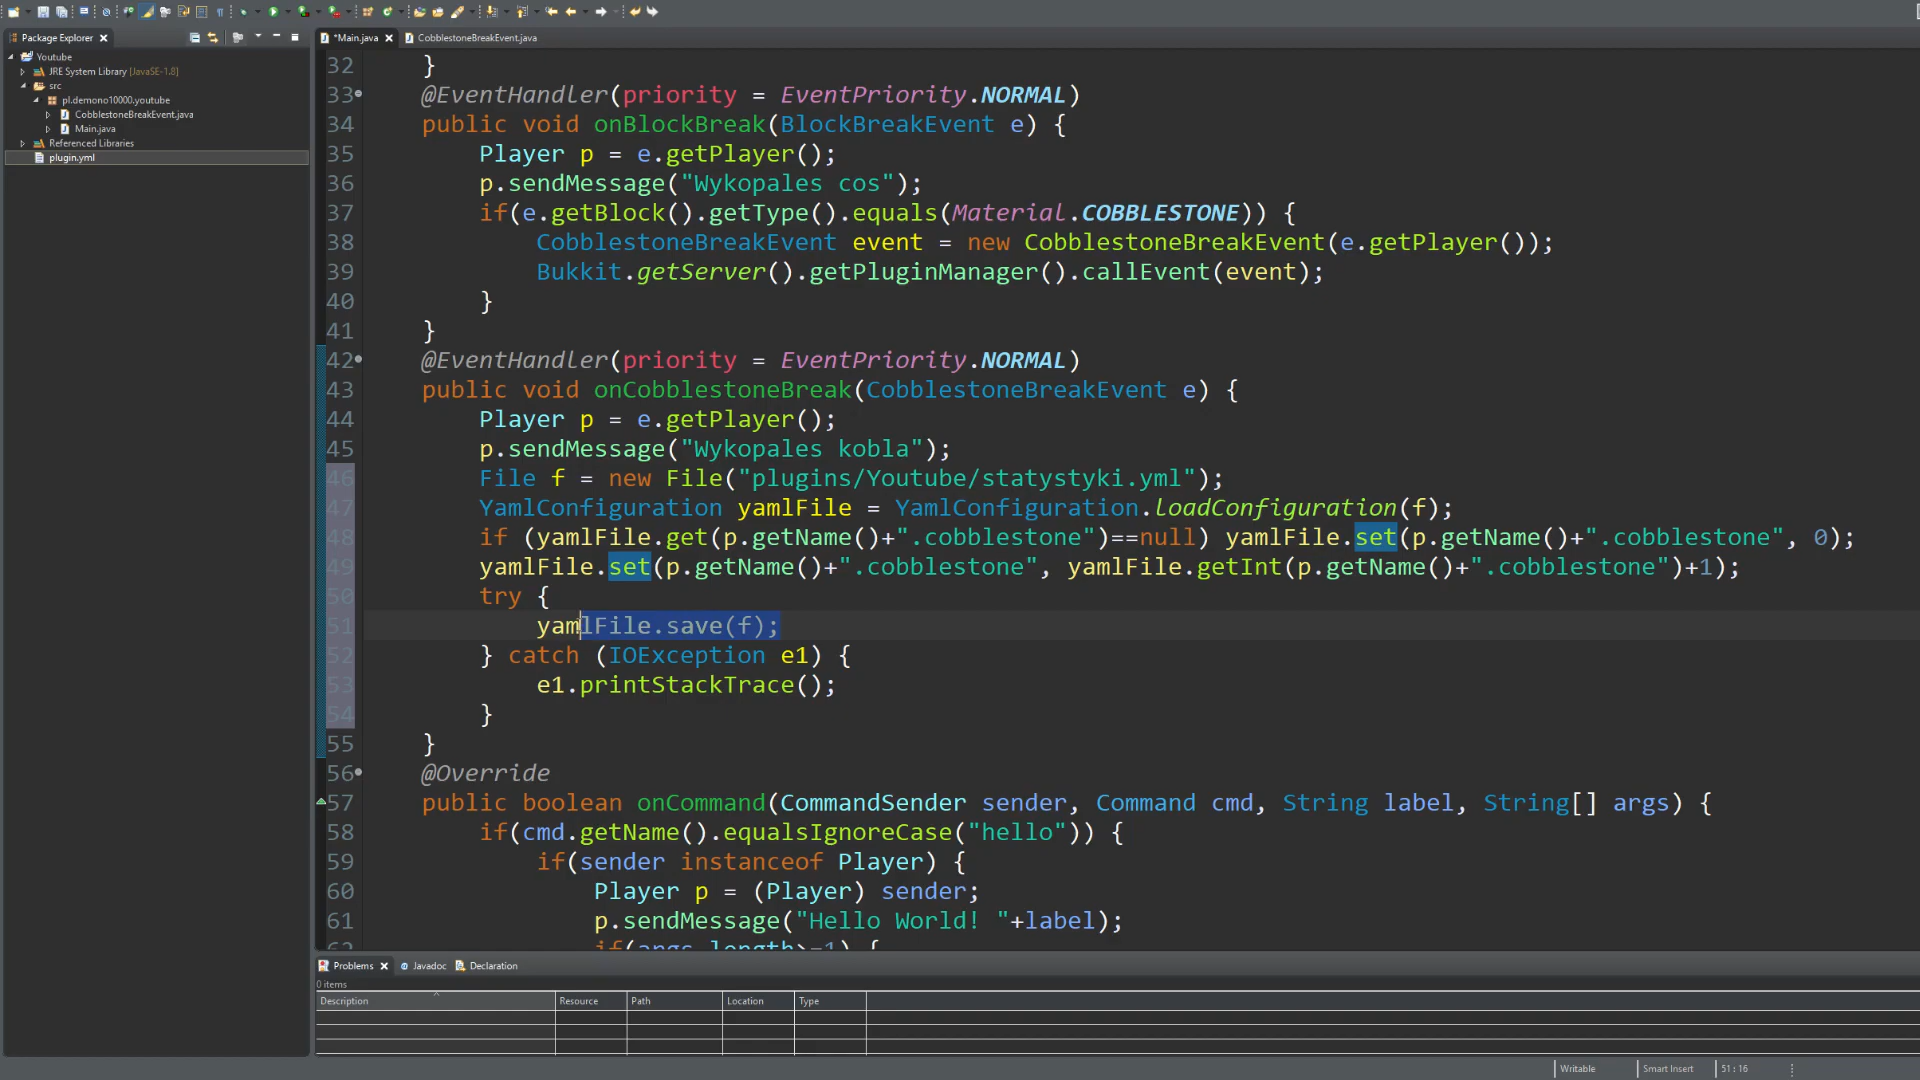 Package Explorer
*Main.java
CobblestoneBreakEvent.java
Youtube
JRE System Library [JavaSE-1.8]
src
pl.demono10000.youtube
CobblestoneBreakEvent.java
Main.java
Referenced Libraries
plugin.yml
32 }
33 @EventHandler(priority = EventPriority.NORMAL)
34 public void onBlockBreak(BlockBreakEvent e) {
35 Player p = e.getPlayer();
36 p.sendMessage("Wykopales cos");
37 if(e.getBlock().getType().equals(Material.COBBLESTONE)) {
38 CobblestoneBreakEvent event = new CobblestoneBreakEvent(e.getPlayer());
39 Bukkit.getServer().getPluginManager().callEvent(event);
40 }
41 }
42 @EventHandler(priority = EventPriority.NORMAL)
43 public void onCobblestoneBreak(CobblestoneBreakEvent e) {
44 Player p = e.getPlayer();
45 p.sendMessage("Wykopales kobla");
46 File f = new File("plugins/Youtube/statystyki.yml");
47 YamlConfiguration yamlFile = YamlConfiguration.loadConfiguration(f);
48 if (yamlFile.get(p.getName()+".cobblestone")==null) yamlFile.set(p.getName()+".cobblestone", 0);
49 yamlFile.set(p.getName()+".cobblestone", yamlFile.getInt(p.getName()+".cobblestone")+1);
50 try {
51 yamlFile.save(f);
52 } catch (IOException e1) {
53 e1.printStackTrace();
54 }
55 }
56 @Override
57 public boolean onCommand(CommandSender sender, Command cmd, String label, String[] args) {
58 if(cmd.getName().equalsIgnoreCase("hello")) {
59 if(sender instanceof Player) {
60 Player p = (Player) sender;
61 p.sendMessage("Hello World! "+label);
62 if(args.length>=1) {
Problems
Javadoc
Declaration
0 items
Description Resource Path Location Type
Writable Smart Insert 51 : 16